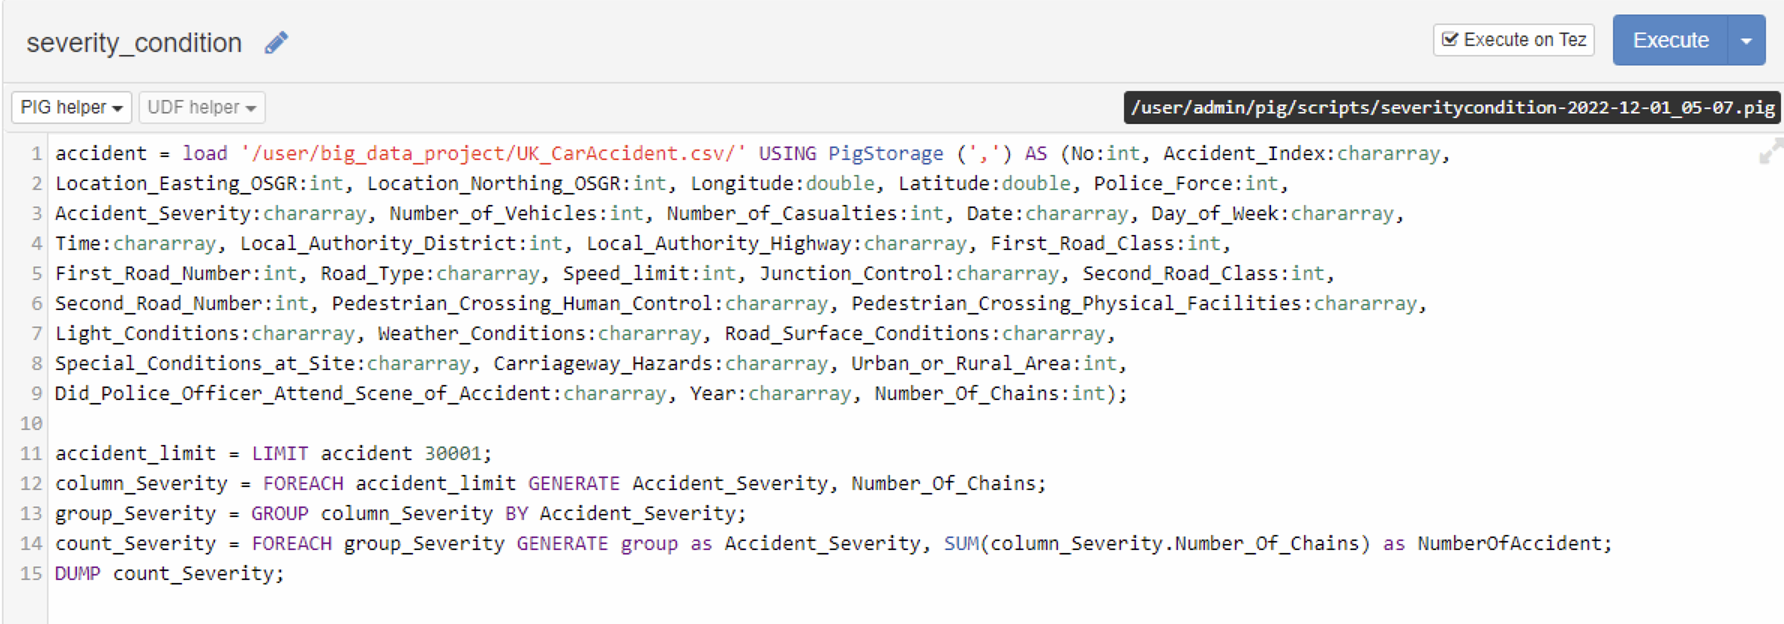 severity_condition
Execute on Tez
Execute
PIG helper
UDF helper
/user/admin/pig/scripts/severitycondition-2022-12-01_05-07.pig
1 accident = load '/user/big_data_project/UK_CarAccident.csv/' USING PigStorage (',') AS (No:int, Accident_Index:chararray,
2 Location_Easting_OSGR:int, Location_Northing_OSGR:int, Longitude:double, Latitude:double, Police_Force:int,
3 Accident_Severity:chararray, Number_of_Vehicles:int, Number_of_Casualties:int, Date:chararray, Day_of_Week:chararray,
4 Time:chararray, Local_Authority_District:int, Local_Authority_Highway:chararray, First_Road_Class:int,
5 First_Road_Number:int, Road_Type:chararray, Speed_limit:int, Junction_Control:chararray, Second_Road_Class:int,
6 Second_Road_Number:int, Pedestrian_Crossing_Human_Control:chararray, Pedestrian_Crossing_Physical_Facilities:chararray,
7 Light_Conditions:chararray, Weather_Conditions:chararray, Road_Surface_Conditions:chararray,
8 Special_Conditions_at_Site:chararray, Carriageway_Hazards:chararray, Urban_or_Rural_Area:int,
9 Did_Police_Officer_Attend_Scene_of_Accident:chararray, Year:chararray, Number_Of_Chains:int);
10
11 accident_limit = LIMIT accident 30001;
12 column_Severity = FOREACH accident_limit GENERATE Accident_Severity, Number_Of_Chains;
13 group_Severity = GROUP column_Severity BY Accident_Severity;
14 count_Severity = FOREACH group_Severity GENERATE group as Accident_Severity, SUM(column_Severity.Number_Of_Chains) as NumberOfAccident;
15 DUMP count_Severity;